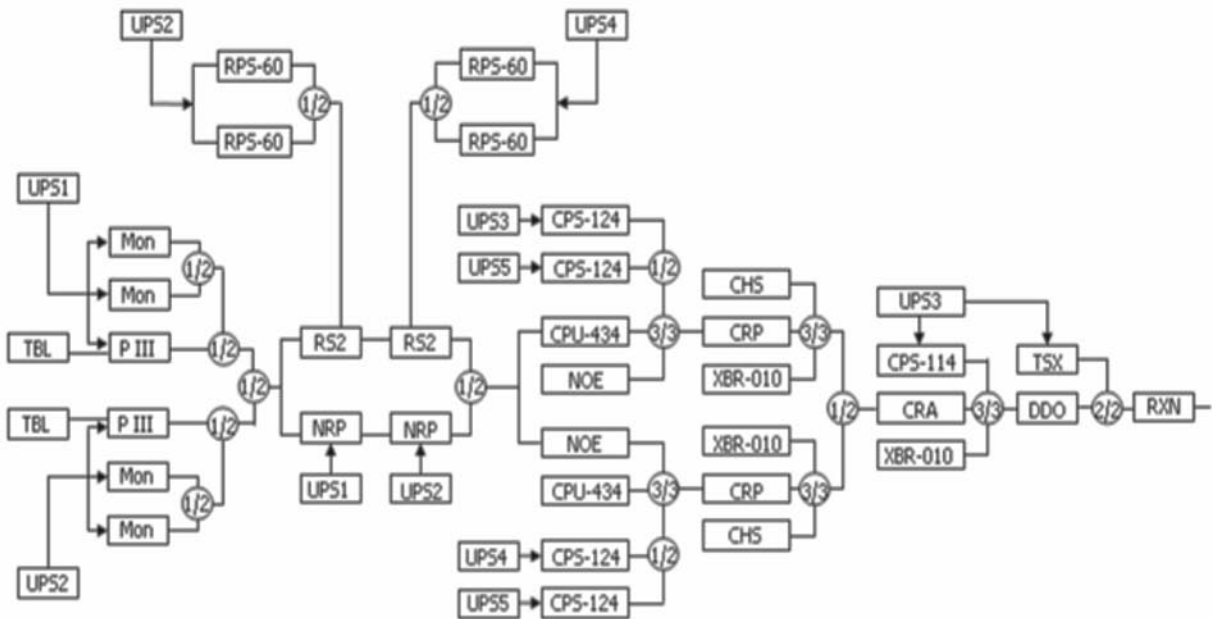 UPS2
UPS4
RPS-60
RPS-60
1/2
1/2
RPS-60
RPS-60
UPS1
UPS3
CPS-124
Mon
1/2
UPS5
CPS-124
1/2
Mon
CHS
UPS3
TBL
P III
1/2
RS2
RS2
CPU-434
3/3
CRP
3/3
CPS-114
TSX
NOE
XBR-010
1/2
1/2
1/2
CRA
3/3
DDO
2/2
RXN
TBL
P III
1/2
NRP
NRP
NOE
XBR-010
XBR-010
Mon
UPS1
UPS2
CPU-434
3/3
CRP
3/3
1/2
Mon
CHS
UPS4
CPS-124
1/2
UPS2
UPS5
CPS-124